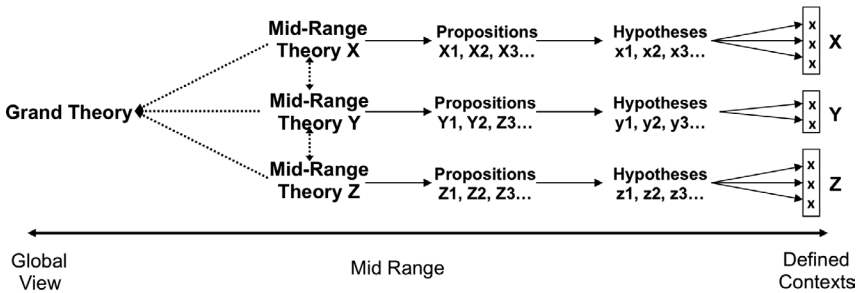 Grand Theory
Mid-Range
Theory X
Propositions
X1, X2, X3...
Hypotheses
x1, x2, x3...
x
x
x
X
Mid-Range
Theory Y
Propositions
Y1, Y2, Z3...
Hypotheses
y1, y2, y3...
x
x
Y
Mid-Range
Theory Z
Propositions
Z1, Z2, Z3...
Hypotheses
z1, z2, z3...
x
x
x
Z
Global
View
Mid Range
Defined
Contexts